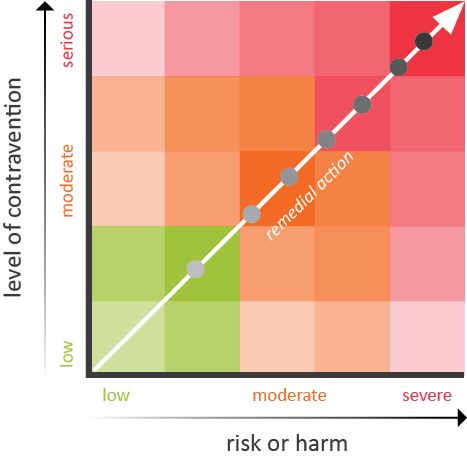 level of contravention
serious
moderate
low
remedial action
low
moderate
severe
risk or harm